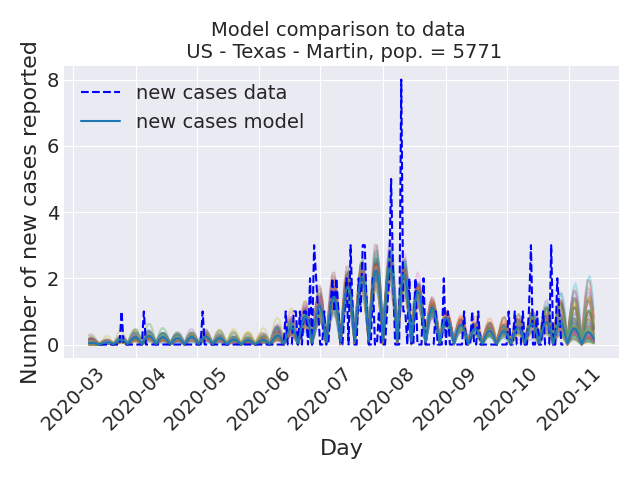 Model comparison to data
US - Texas - Martin, pop. = 5771
Number of new cases reported
8
6
4
2
0
new cases data
new cases model
2020-03
2020-04
2020-05
2020-06
2020-07
2020-08
2020-09
2020-10
2020-11
Day